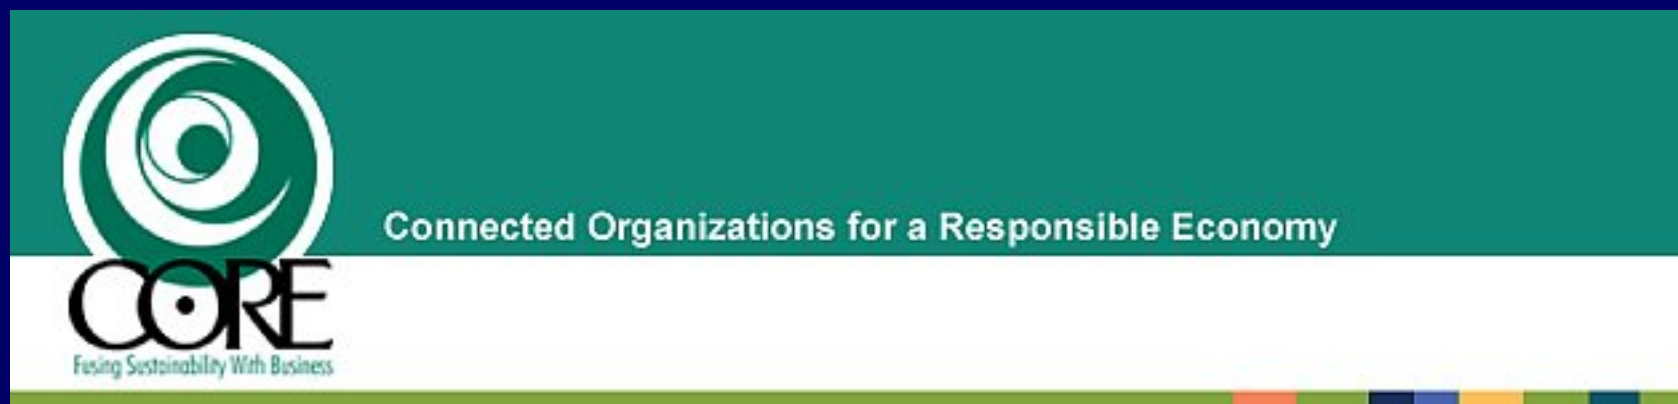 Connected Organizations for a Responsible Economy
CORE
Fusing Sustainability With Business